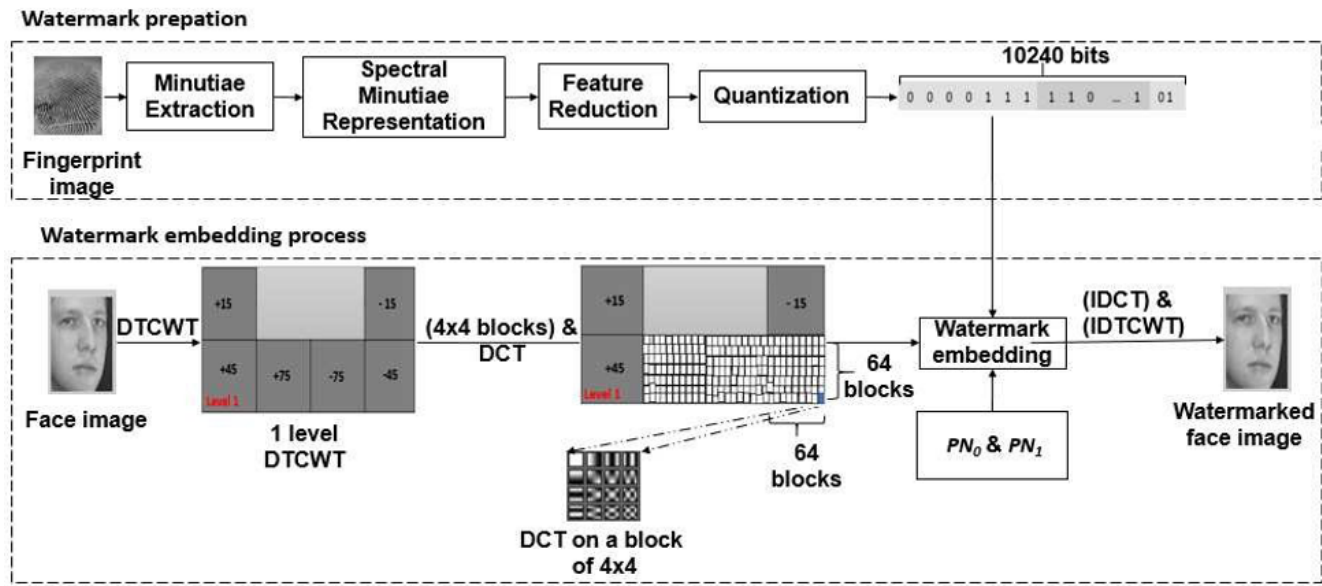 Watermark prepation
10240 bits
Minutiae
Extraction
Spectral
Minutiae
Representation
Feature
Reduction
Quantization
0 0 0 0 1 1 1 1 1 0 ... 1 01
Fingerprint
image
Watermark embedding process
+15
- 15
+45
+75
-75
-45
Level 1
DTCWT
(4x4 blocks) &
DCT
+15
- 15
+45
Level 1
64
blocks
64
blocks
Watermark
embedding
(IDCT) &
(IDTCWT)
PN0 & PN1
Face image
1 level
DTCWT
DCT on a block
of 4x4
Watermarked
face image